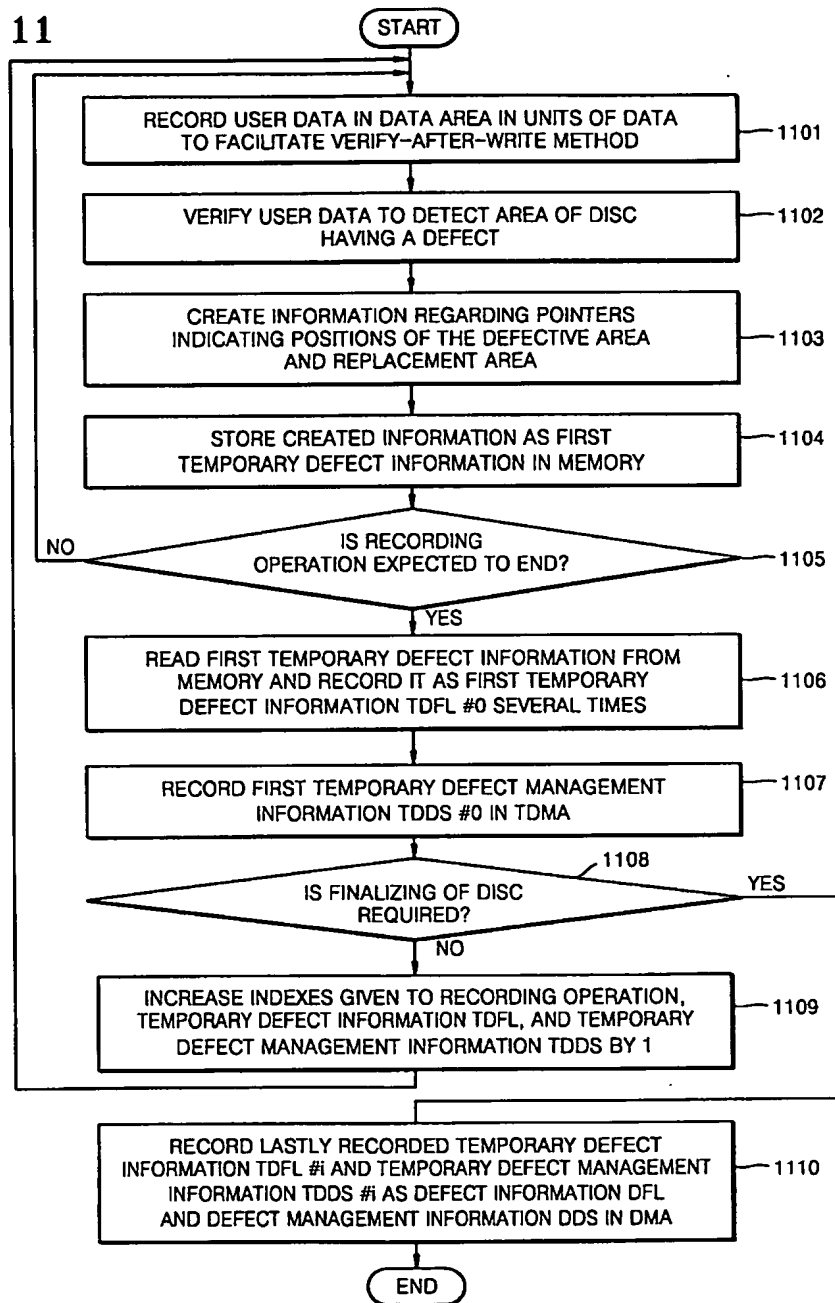 11
START
RECORD USER DATA IN DATA AREA IN UNITS OF DATA
TO FACILITATE VERIFY-AFTER-WRITE METHOD
1101
VERIFY USER DATA TO DETECT AREA OF DISC
HAVING A DEFECT
1102
CREATE INFORMATION REGARDING POINTERS
INDICATING POSITIONS OF THE DEFECTIVE AREA
AND REPLACEMENT AREA
1103
STORE CREATED INFORMATION AS FIRST
TEMPORARY DEFECT INFORMATION IN MEMORY
1104
NO
IS RECORDING
OPERATION EXPECTED TO END?
1105
YES
READ FIRST TEMPORARY DEFECT INFORMATION FROM
MEMORY AND RECORD IT AS FIRST TEMPORARY
DEFECT INFORMATION TDFL #0 SEVERAL TIMES
1106
RECORD FIRST TEMPORARY DEFECT MANAGEMENT
INFORMATION TDDS #0 IN TDMA
1107
1108
YES
IS FINALIZING OF DISC
REQUIRED?
NO
INCREASE INDEXES GIVEN TO RECORDING OPERATION,
TEMPORARY DEFECT INFORMATION TDFL, AND TEMPORARY
DEFECT MANAGEMENT INFORMATION TDDS BY 1
1109
RECORD LASTLY RECORDED TEMPORARY DEFECT
INFORMATION TDFL #i AND TEMPORARY DEFECT MANAGEMENT
INFORMATION TDDS #i AS DEFECT INFORMATION DFL
AND DEFECT MANAGEMENT INFORMATION DDS IN DMA
1110
END